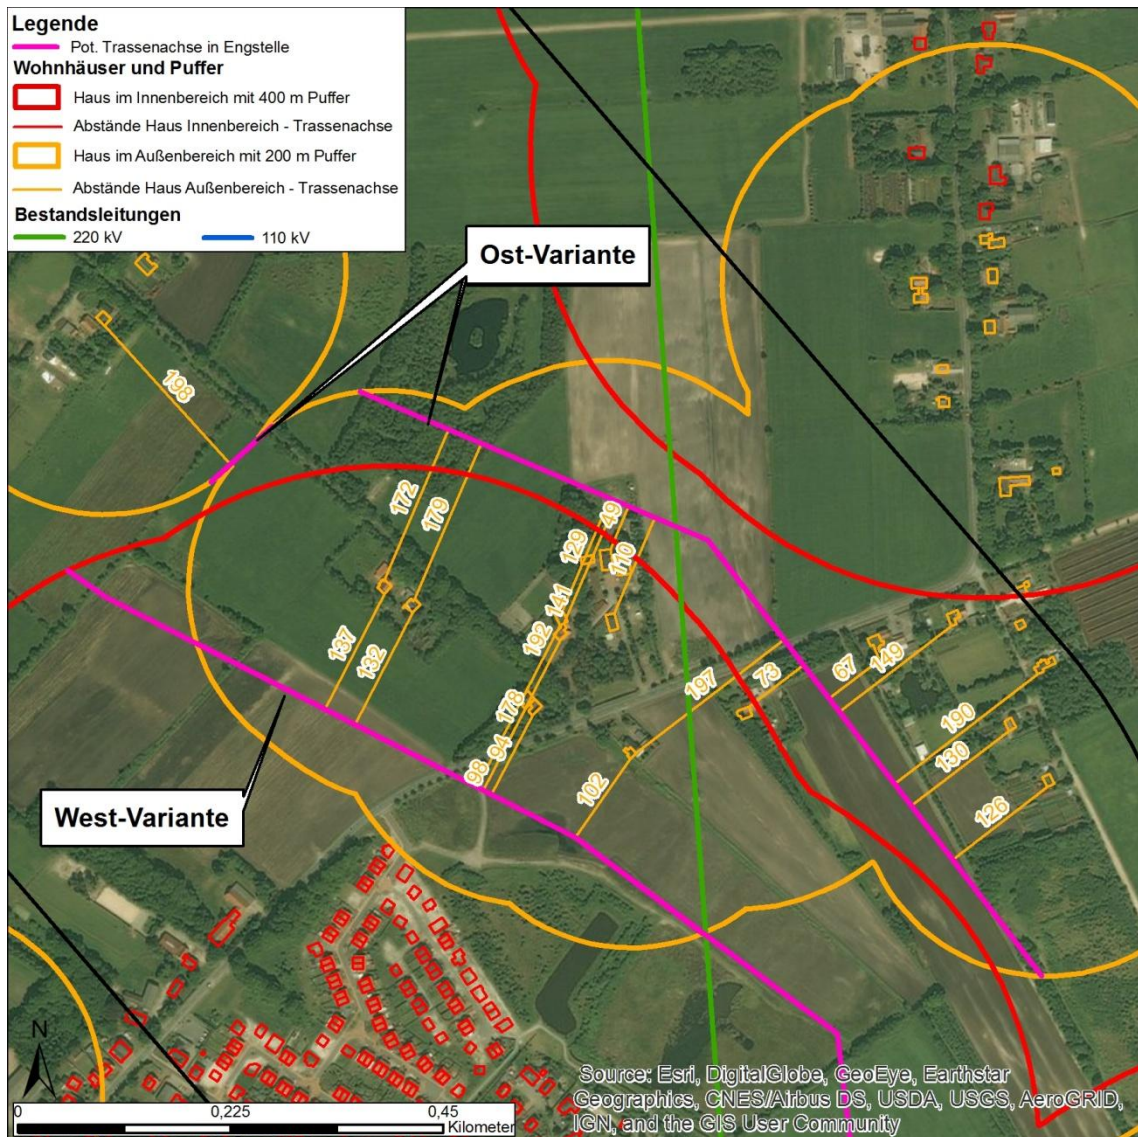 Legende
Pot. Trassenachse in Engstelle
Wohnhäuser und Puffer
Haus im Innenbereich mit 400 m Puffer
Abstände Haus Innenbereich - Trassenachse
Haus im Außenbereich mit 200 m Puffer
Abstände Haus Außenbereich - Trassenachse
Bestandsleitungen
220 kV 110 kV
Ost-Variante
198
172
179
49
129
110
141
192
137
132
178
94
98
197
73
67
149
190
130
126
102
West-Variante
N
0 0,225 0,45
Kilometer
Source: Esri, DigitalGlobe, GeoEye, Earthstar
Geographics, CNES/Airbus DS, USDA, USGS, AeroGRID,
IGN, and the GIS User Community